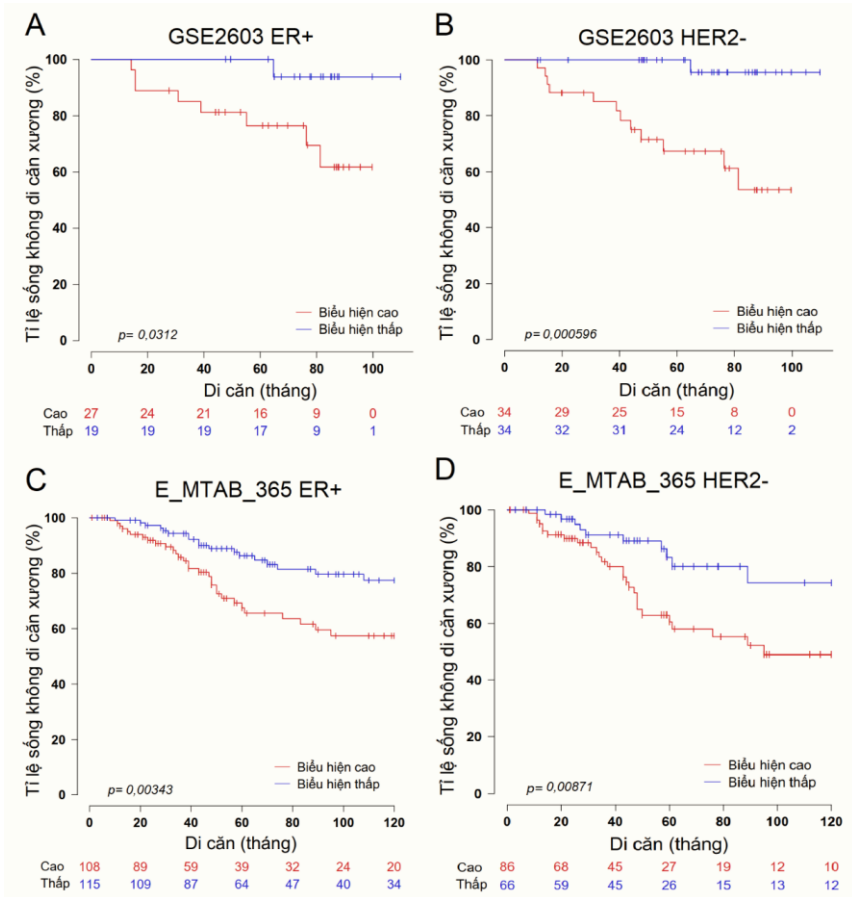 A
GSE2603 ER+
Tỉ lệ sống không di căn xương (%)
100
80
60
40
20
0
Biểu hiện cao
Biểu hiện thấp
p= 0,0312
0 20 40 60 80 100
Di căn (tháng)
Cao 27 24 21 16 9 0
Thấp 19 19 19 17 9 1
B
GSE2603 HER2-
Tỉ lệ sống không di căn xương (%)
100
80
60
40
20
0
Biểu hiện cao
Biểu hiện thấp
p= 0,000596
0 20 40 60 80 100
Di căn (tháng)
Cao 34 29 25 15 8 0
Thấp 34 32 31 24 12 2
C
E_MTAB_365 ER+
Tỉ lệ sống không di căn xương (%)
100
80
60
40
20
0
Biểu hiện cao
Biểu hiện thấp
p= 0,00343
0 20 40 60 80 100 120
Di căn (tháng)
Cao 108 89 59 39 32 24 20
Thấp 115 109 87 64 47 40 34
D
E_MTAB_365 HER2-
Tỉ lệ sống không di căn xương (%)
100
80
60
40
20
0
Biểu hiện cao
Biểu hiện thấp
p= 0,00871
0 20 40 60 80 100 120
Di căn (tháng)
Cao 86 68 45 27 19 12 10
Thấp 66 59 45 26 15 13 12